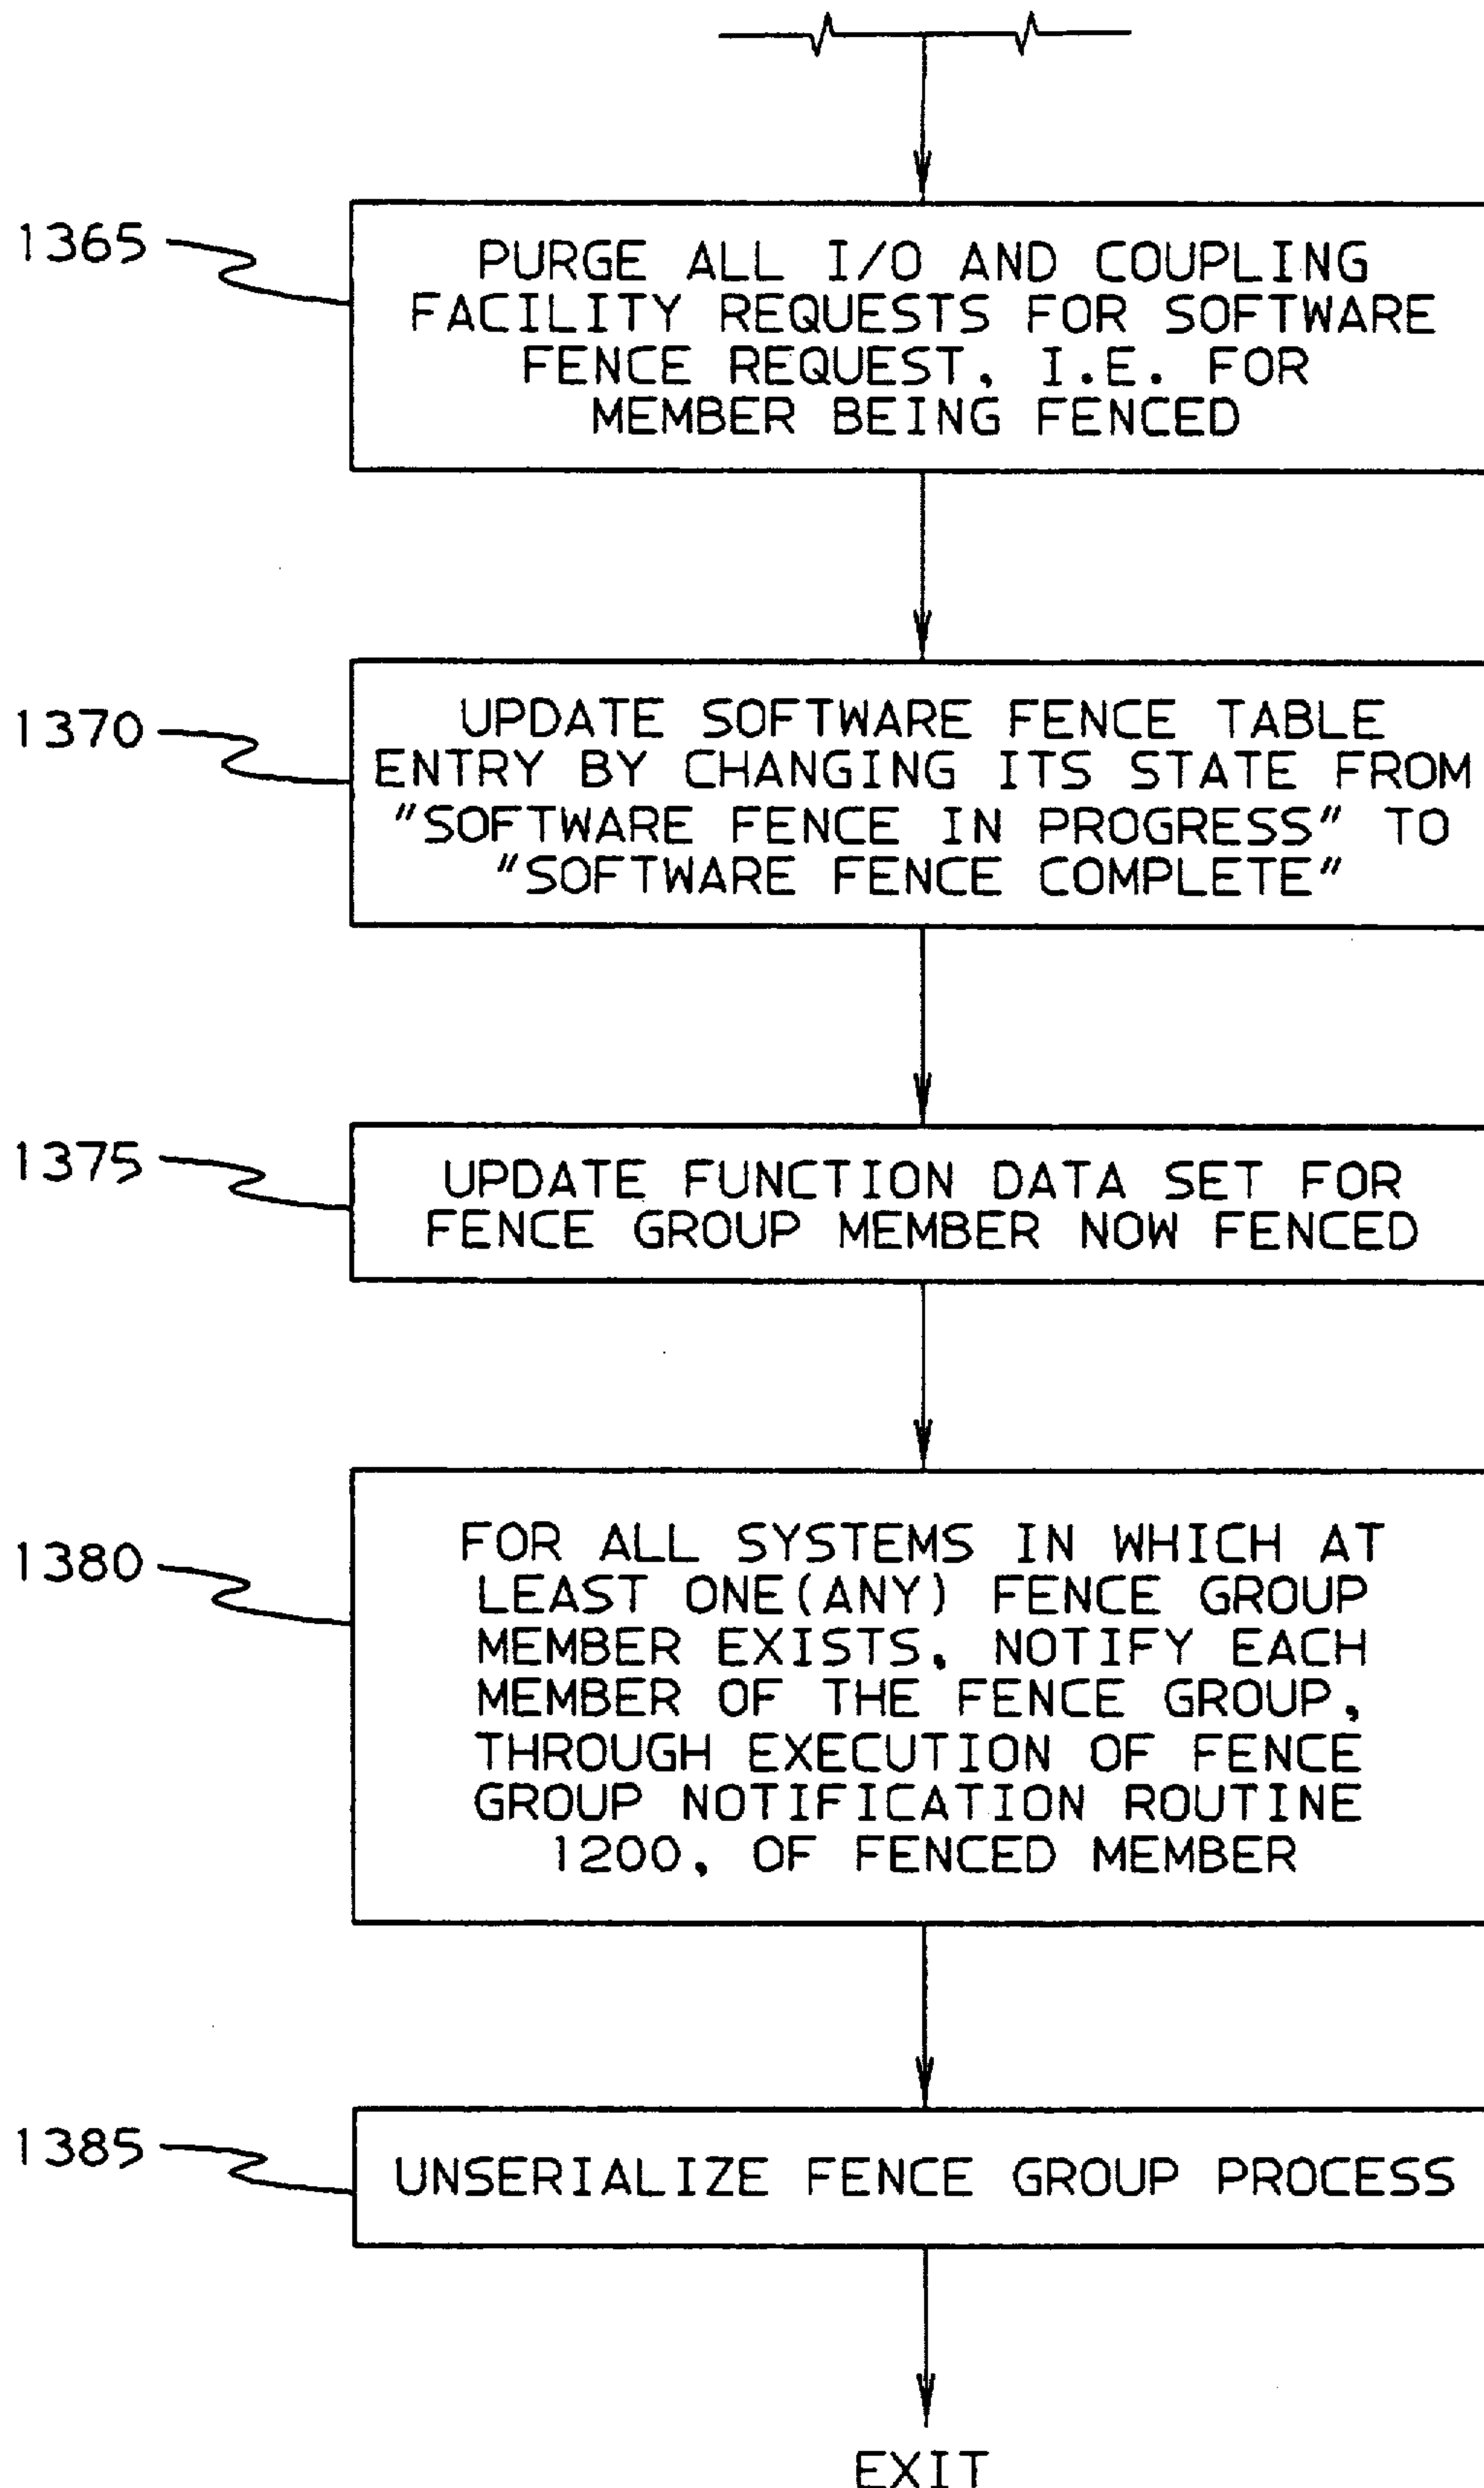 1365
PURGE ALL I/O AND COUPLING
FACILITY REQUESTS FOR SOFTWARE
FENCE REQUEST, I.E. FOR
MEMBER BEING FENCED
1370
UPDATE SOFTWARE FENCE TABLE
ENTRY BY CHANGING ITS STATE FROM
"SOFTWARE FENCE IN PROGRESS" TO
"SOFTWARE FENCE COMPLETE"
1375
UPDATE FUNCTION DATA SET FOR
FENCE GROUP MEMBER NOW FENCED
1380
FOR ALL SYSTEMS IN WHICH AT
LEAST ONE(ANY) FENCE GROUP
MEMBER EXISTS, NOTIFY EACH
MEMBER OF THE FENCE GROUP,
THROUGH EXECUTION OF FENCE
GROUP NOTIFICATION ROUTINE
1200, OF FENCED MEMBER
1385
UNSERIALIZE FENCE GROUP PROCESS
EXIT